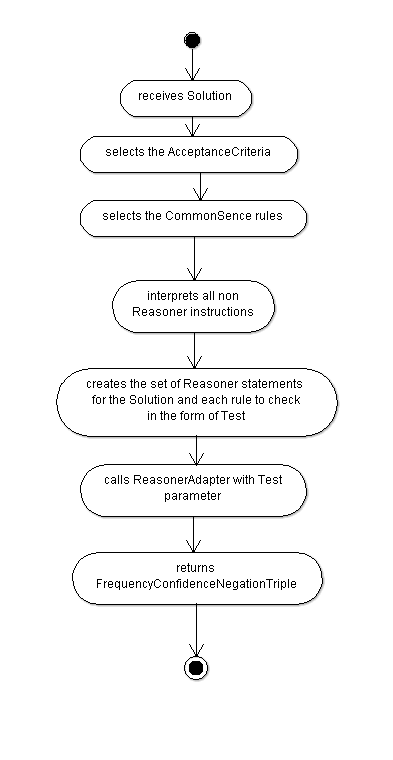 receives Solution
selects the AcceptanceCriteria
selects the CommonSence rules
interprets all non
Reasoner instructions
creates the set of Reasoner statements
for the Solution and each rule to check
in the form of Test
calls ReasonerAdapter with Test
parameter
returns
FrequencyConfidenceNegationTriple